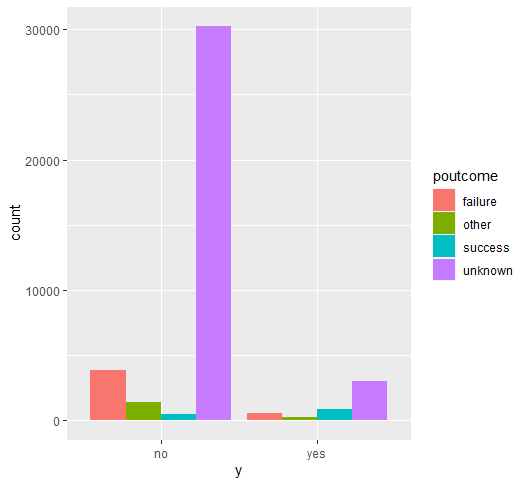 30000
20000
10000
0
count
no yes
y
poutcome
failure
other
success
unknown